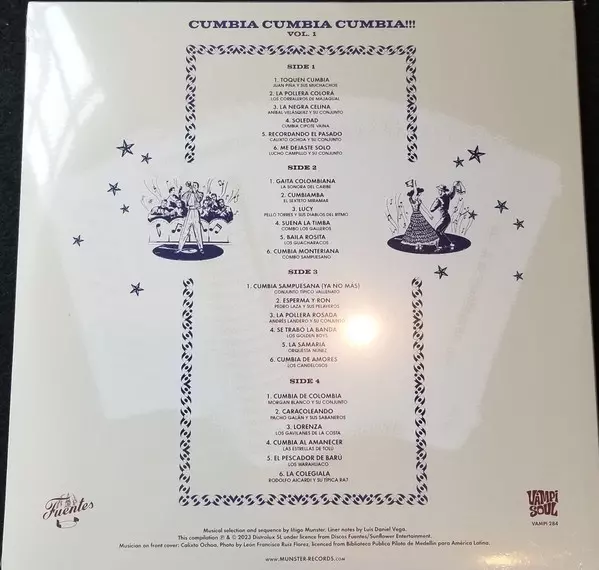 CUMBIA CUMBIA CUMBIA!!!
VOL. 1
SIDE 1
1. TOQUEN CUMBIA
JUAN PIÑA Y SUS MUCHACHOS
2. LA POLLERA COLORÁ
LOS CORRALEROS DE MAJAGUAL
3. LA NEGRA CELINA
ANÍBAL VELÁSQUEZ Y SU CONJUNTO
4. SOLEDAD
CUMBIA CIPOTE VAINA
5. RECORDANDO EL PASADO
CALIXTO OCHOA Y SU CONJUNTO
6. ME DEJASTE SOLO
LUCHO CAMPILLO Y SU CONJUNTO
SIDE 2
1. GAITA COLOMBIANA
LA SONORA DEL CARIBE
2. CUMBIAMBA
EL SEXTETO MIRAMAR
3. LUCY
PELLO TORRES Y SUS DIABLOS DEL RITMO
4. SUENA LA TIMBA
COMBO LOS GALLEROS
5. BAILA ROSITA
LOS GUACHARACOS
6. CUMBIA MONTERIANA
COMBO SAMPUESANO
SIDE 3
1. CUMBIA SAMPUESANA (YA NO MÁS)
CONJUNTO TÍPICO VALLENATO
2. ESPERMA Y RON
PEDRO LAZA Y SUS PELAYEROS
3. LA POLLERA ROSADA
ANDRÉS LANDERO Y SU CONJUNTO
4. SE TRABÓ LA BANDA
LOS GOLDEN BOYS
5. LA SAMARIA
ORQUESTA NUNEZ
6. CUMBIA DE AMORES
LOS CANDELOSOS
SIDE 4
1. CUMBIA DE COLOMBIA
MORGAN BLANCO Y SU CONJUNTO
2. CARACOLEANDO
PACHO GALÁN Y SUS SABANEROS
3. LORENZA
LOS GAVILANES DE LA COSTA
4. CUMBIA AL AMANECER
LAS ESTRELLAS DE TOLÚ
5. EL PESCADOR DE BARÚ
LOS WARAHUACO
6. LA COLEGIALA
RODOLFO AICARDI Y SU TÍPICA RA7
Fuentes
VAMPI SOUL
VAMPI 284
Musical selection and sequence by Iñigo Munster. Liner notes by Luis Daniel Vega.
This compilation ℗ & © 2023 Distrolux SL under licence from Discos Fuentes/Sunflower Entertainment.
Musician on front cover: Calixto Ochoa. Photo by León Francisco Ruiz Florez, licenced from Biblioteca Pública Piloto de Medellín para América Latina.
WWW.MUNSTER-RECORDS.COM